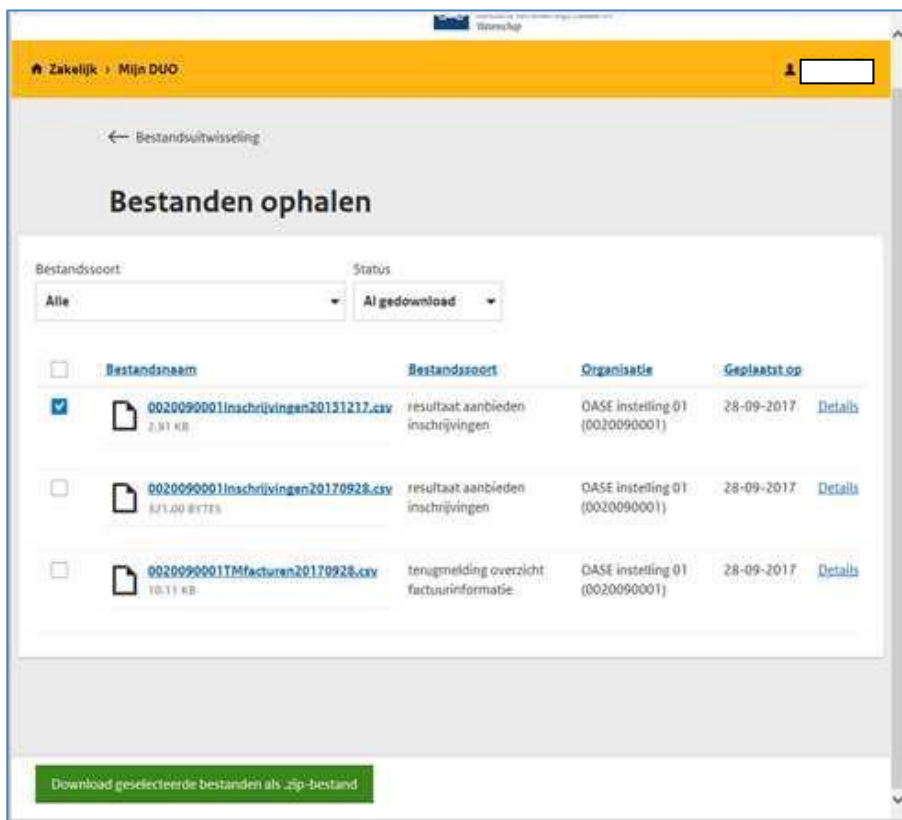 Wetenschap
Zakelijk › Mijn DUO
← Bestandsuitwisseling
Bestanden ophalen
Bestandssoort Status
Alle Al gedownload
Bestandsnaam Bestandssoort Organisatie Geplaatst op
0020090001Inschrijvingen20151217.csv resultaat aanbieden OASE instelling 01 28-09-2017 Details
2.91 KB inschrijvingen (0020090001)
0020090001Inschrijvingen20170928.csv resultaat aanbieden OASE instelling 01 28-09-2017 Details
321.00 BYTES inschrijvingen (0020090001)
0020090001TMfacturen20170928.csv terugmelding overzicht OASE instelling 01 28-09-2017 Details
10.11 KB factuurinformatie (0020090001)
Download geselecteerde bestanden als .zip-bestand